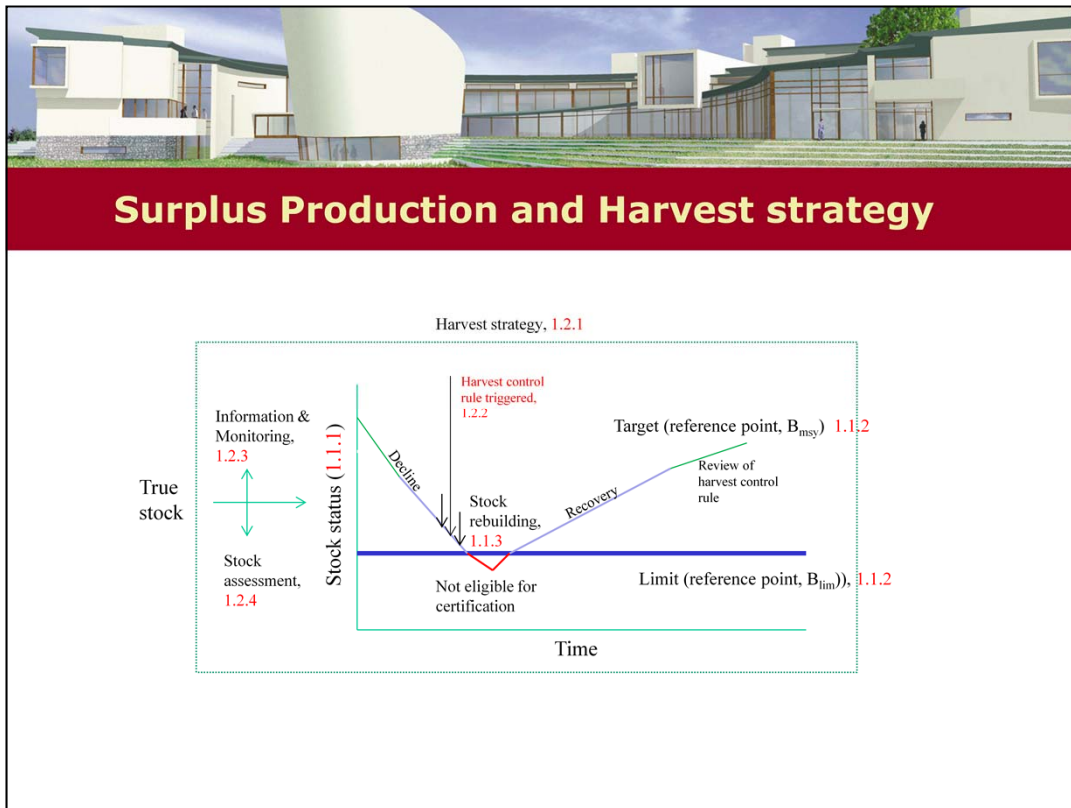 Surplus Production and Harvest strategy
Harvest strategy, 1.2.1
Harvest control
rule triggered,
1.2.2
Information &
Monitoring,
1.2.3
True
stock
Stock
assessment,
1.2.4
Stock status (1.1.1)
Decline
Stock
rebuilding,
1.1.3
Not eligible for
certification
Recovery
Target (reference point, Bmsy) 1.1.2
Review of
harvest control
rule
Limit (reference point, Blim)), 1.1.2
Time